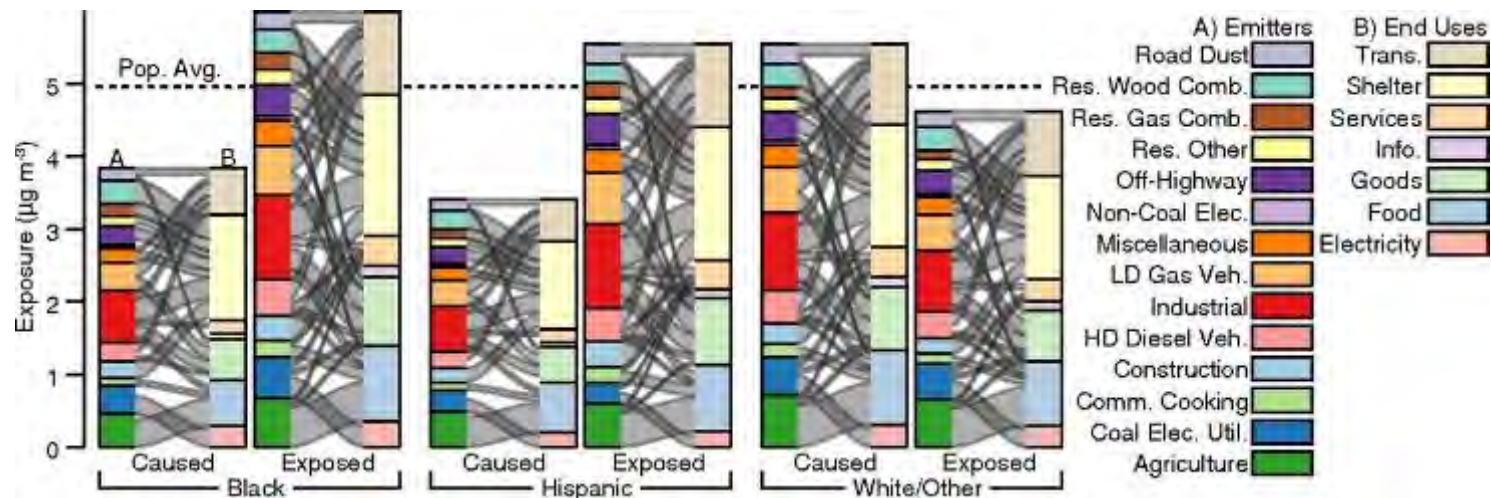 A) Emitters B) End Uses
Road Dust Trans.
Res. Wood Comb. Shelter
Res. Gas Comb. Services
Res. Other Info.
Off-Highway Goods
Non-Coal Elec. Food
Miscellaneous Electricity
LD Gas Veh.
Industrial
HD Diesel Veh.
Construction
Comm. Cooking
Coal Elec. Util.
Agriculture
Pop. Avg.
A B
Exposure (µg m⁻³)
5
4
3
2
1
0
Caused Exposed Caused Exposed Caused Exposed
Black Hispanic White/Other